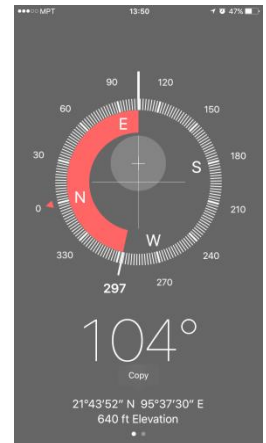 MPT 13:50 47%
90 120
60 150
E
30 S 180
0 N 210
W
330 240
297 270
104°
Copy
21°43'52" N 95°37'30" E
640 ft Elevation